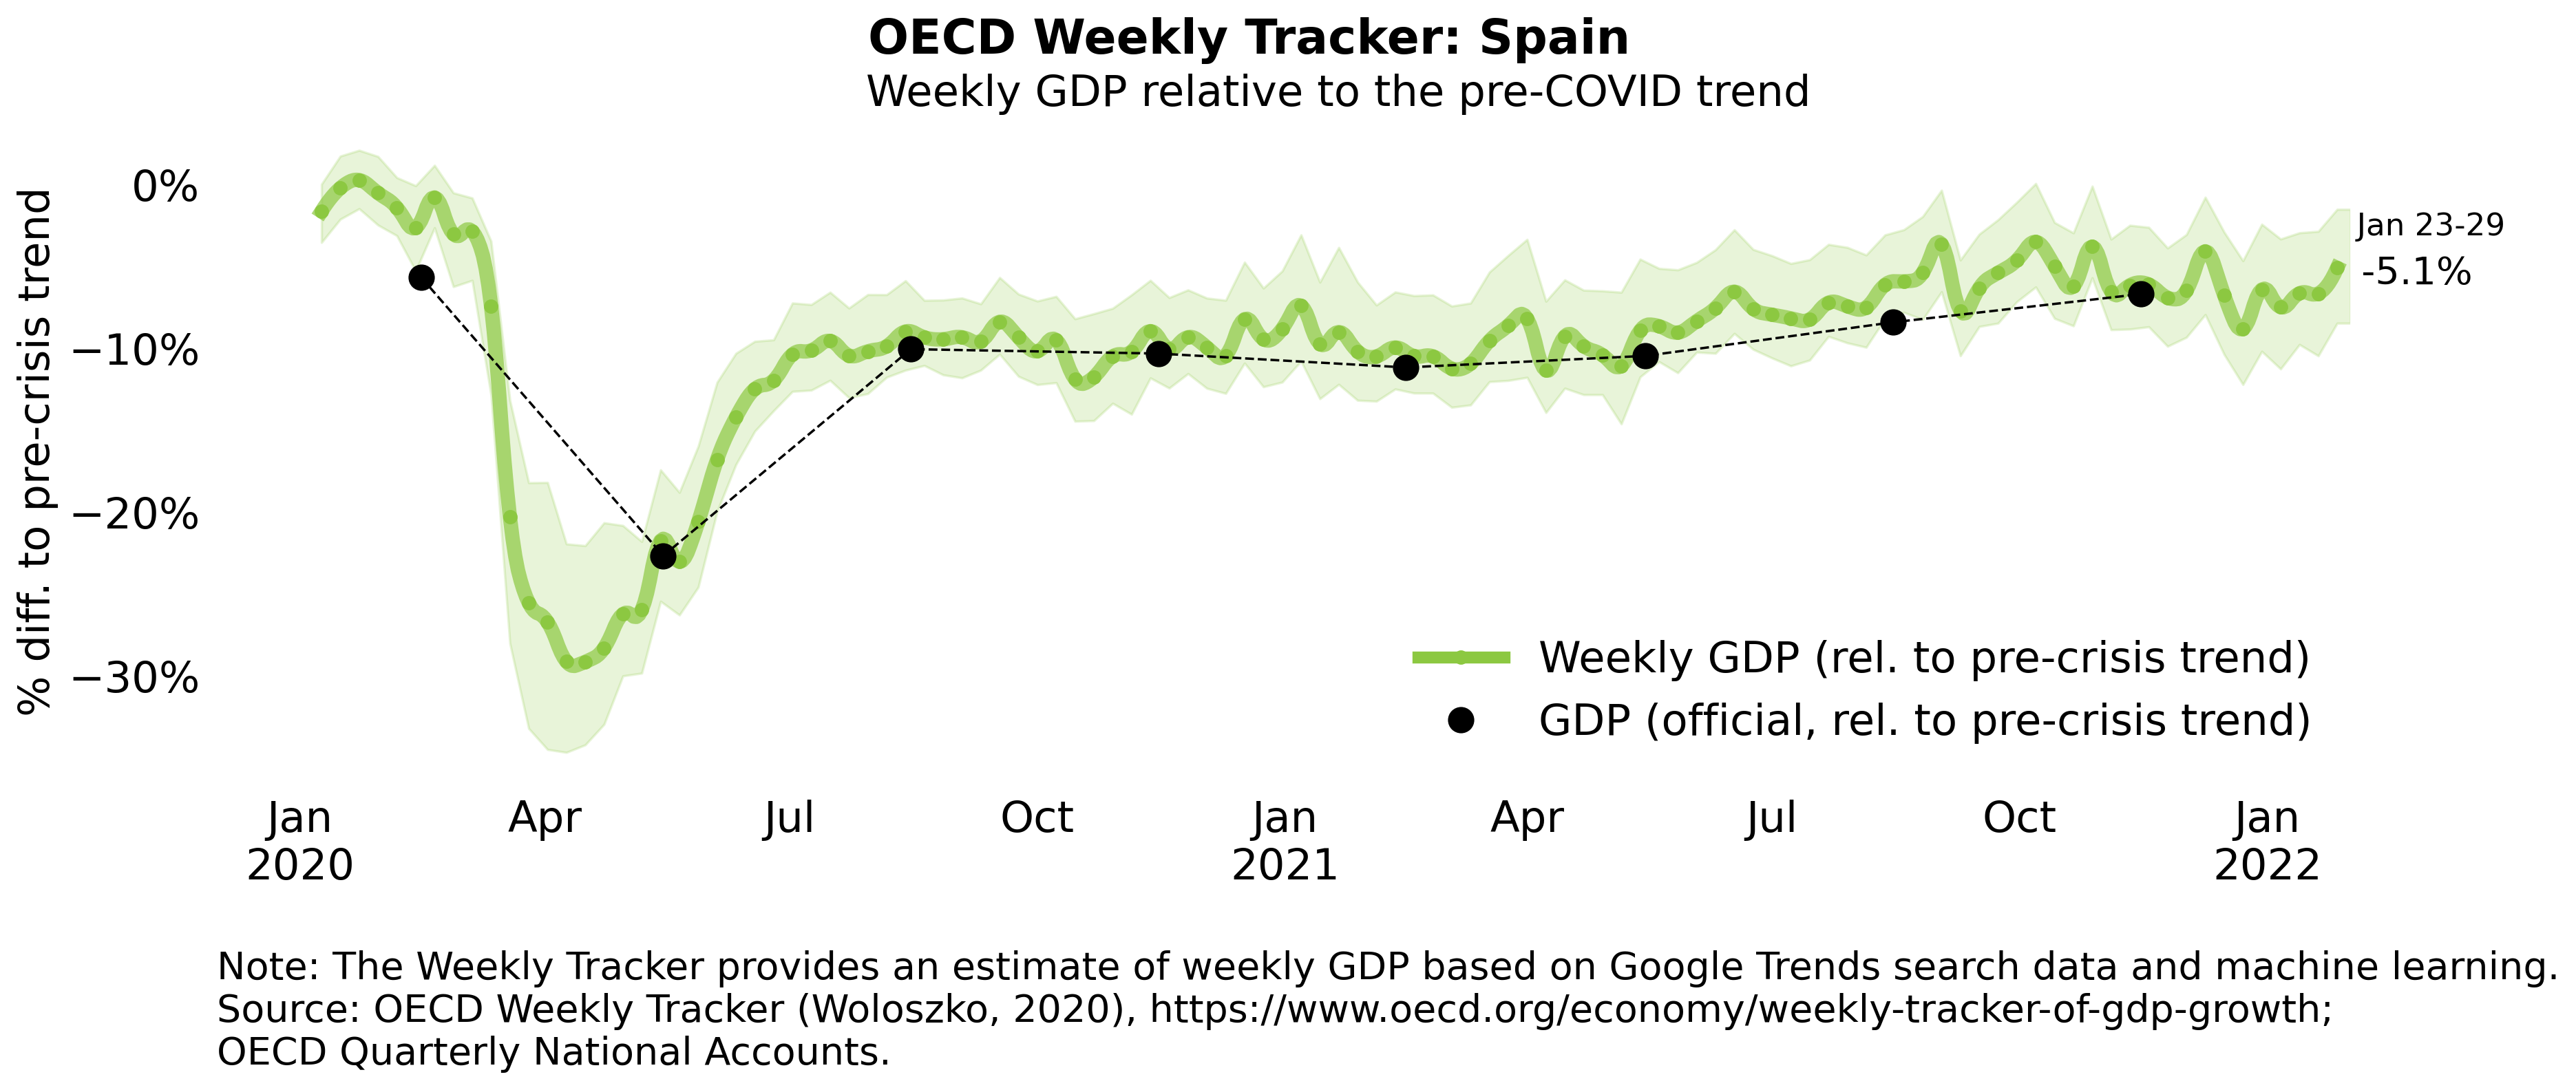 OECD Weekly Tracker: Spain
Weekly GDP relative to the pre-COVID trend
% diff. to pre-crisis trend
0%
−10%
−20%
−30%
Jan 23-29
-5.1%
Weekly GDP (rel. to pre-crisis trend)
GDP (official, rel. to pre-crisis trend)
Jan Apr Jul Oct Jan Apr Jul Oct Jan
2020 2021 2022
Note: The Weekly Tracker provides an estimate of weekly GDP based on Google Trends search data and machine learning.
Source: OECD Weekly Tracker (Woloszko, 2020), https://www.oecd.org/economy/weekly-tracker-of-gdp-growth;
OECD Quarterly National Accounts.